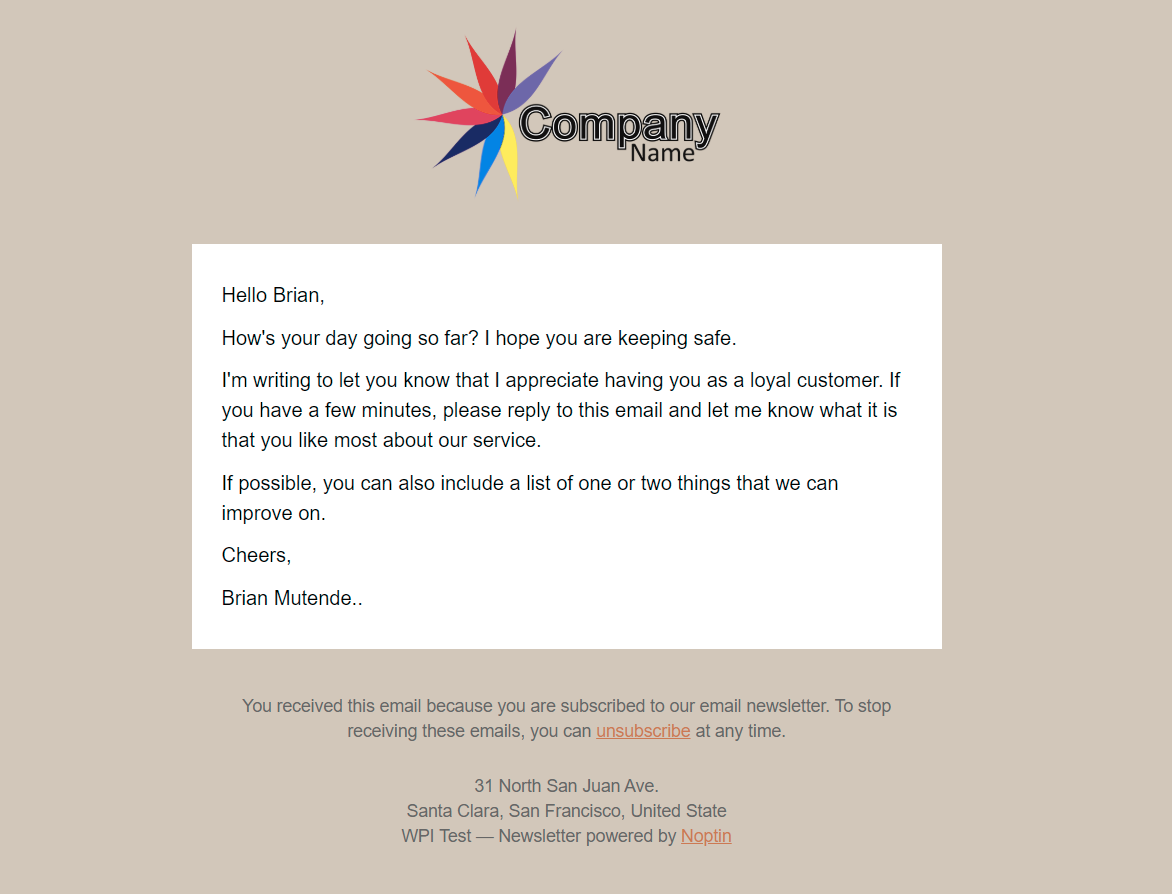 Company
Name
Hello Brian,
How's your day going so far? I hope you are keeping safe.
I'm writing to let you know that I appreciate having you as a loyal customer. If
you have a few minutes, please reply to this email and let me know what it is
that you like most about our service.
If possible, you can also include a list of one or two things that we can
improve on.
Cheers,
Brian Mutende..
You received this email because you are subscribed to our email newsletter. To stop
receiving these emails, you can unsubscribe at any time.
31 North San Juan Ave.
Santa Clara, San Francisco, United State
WPI Test — Newsletter powered by Noptin